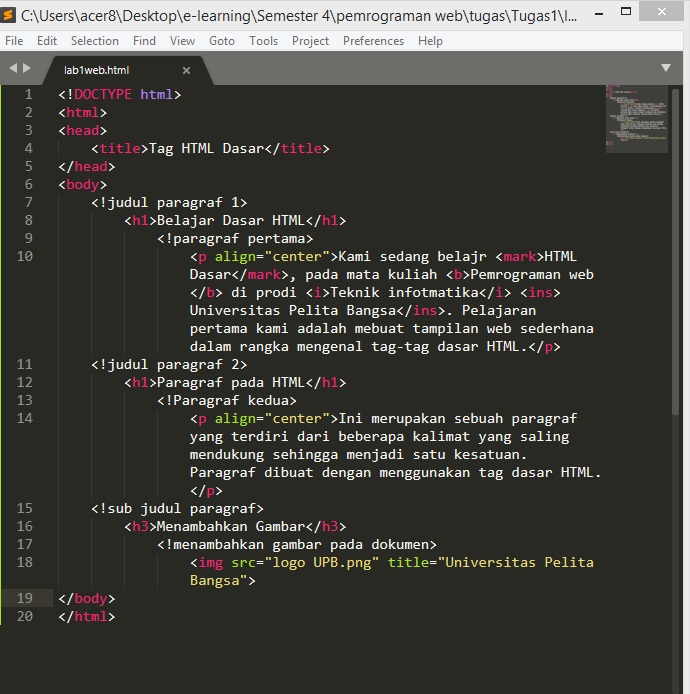 C:\Users\acer8\Desktop\e-learning\Semester 4\pemrograman web\tugas\Tugas1\l...
File Edit Selection Find View Goto Tools Project Preferences Help
lab1web.html
1 <!DOCTYPE html>
2 <html>
3 <head>
4 <title>Tag HTML Dasar</title>
5 </head>
6 <body>
7 <!judul paragraf 1>
8 <h1>Belajar Dasar HTML</h1>
9 <!paragraf pertama>
10 <p align="center">Kami sedang belajr <mark>HTML
Dasar</mark>, pada mata kuliah <b>Pemrograman web
</b> di prodi <i>Teknik infotmatika</i> <ins>
Universitas Pelita Bangsa</ins>. Pelajaran
pertama kami adalah mebuat tampilan web sederhana
dalam rangka mengenal tag-tag dasar HTML.</p>
11 <!judul paragraf 2>
12 <h1>Paragraf pada HTML</h1>
13 <!Paragraf kedua>
14 <p align="center">Ini merupakan sebuah paragraf
yang terdiri dari beberapa kalimat yang saling
mendukung sehingga menjadi satu kesatuan.
Paragraf dibuat dengan menggunakan tag dasar HTML.
</p>
15 <!sub judul paragraf>
16 <h3>Menambahkan Gambar</h3>
17 <!menambahkan gambar pada dokumen>
18 <img src="logo UPB.png" title="Universitas Pelita
Bangsa">
19 </body>
20 </html>